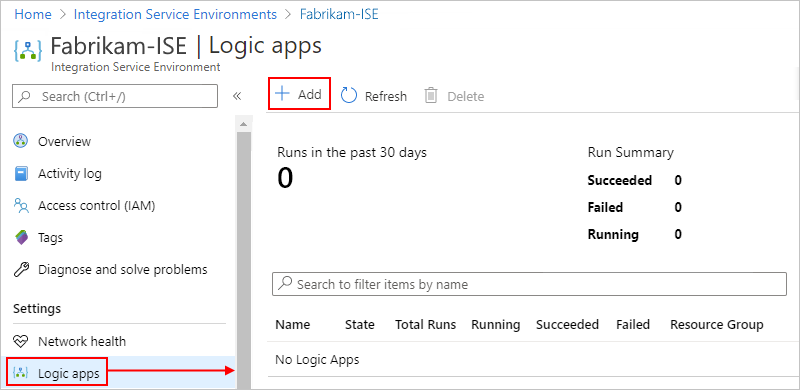 Home > Integration Service Environments > Fabrikam-ISE
Fabrikam-ISE | Logic apps
Integration Service Environment
Search (Ctrl+/)
«
Add
Refresh
Delete
Overview
Activity log
Access control (IAM)
Tags
Diagnose and solve problems
Settings
Network health
Logic apps
Runs in the past 30 days
0
Run Summary
Succeeded 0
Failed 0
Running 0
Search to filter items by name
Name State Total Runs Running Succeeded Failed Resource Group
No Logic Apps